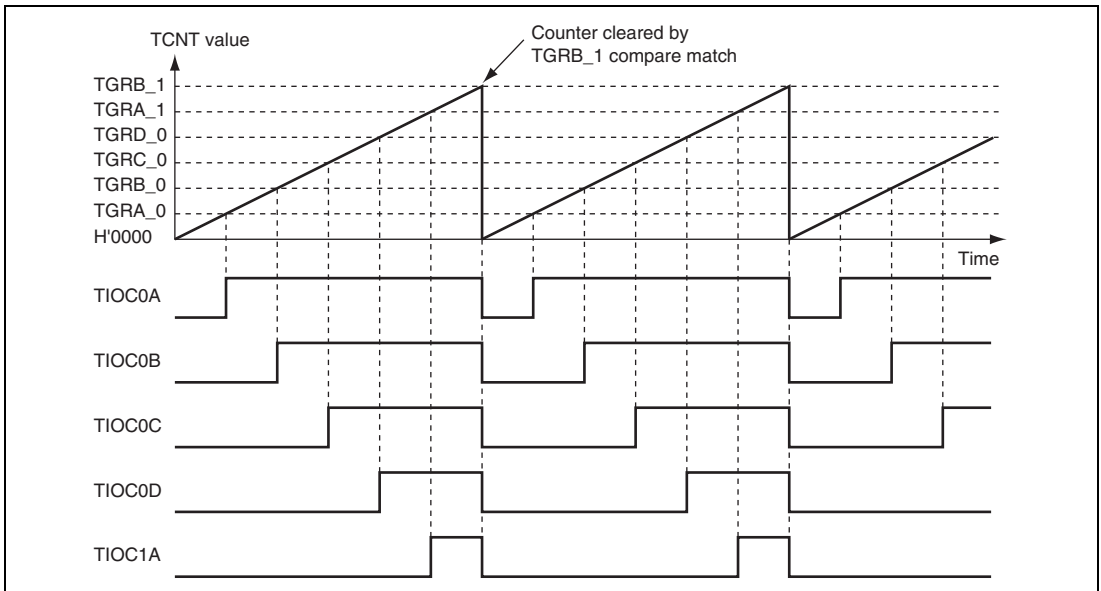 TCNT value
Counter cleared by
TGRB_1 compare match
TGRB_1
TGRA_1
TGRD_0
TGRC_0
TGRB_0
TGRA_0
H'0000
Time
TIOC0A
TIOC0B
TIOC0C
TIOC0D
TIOC1A